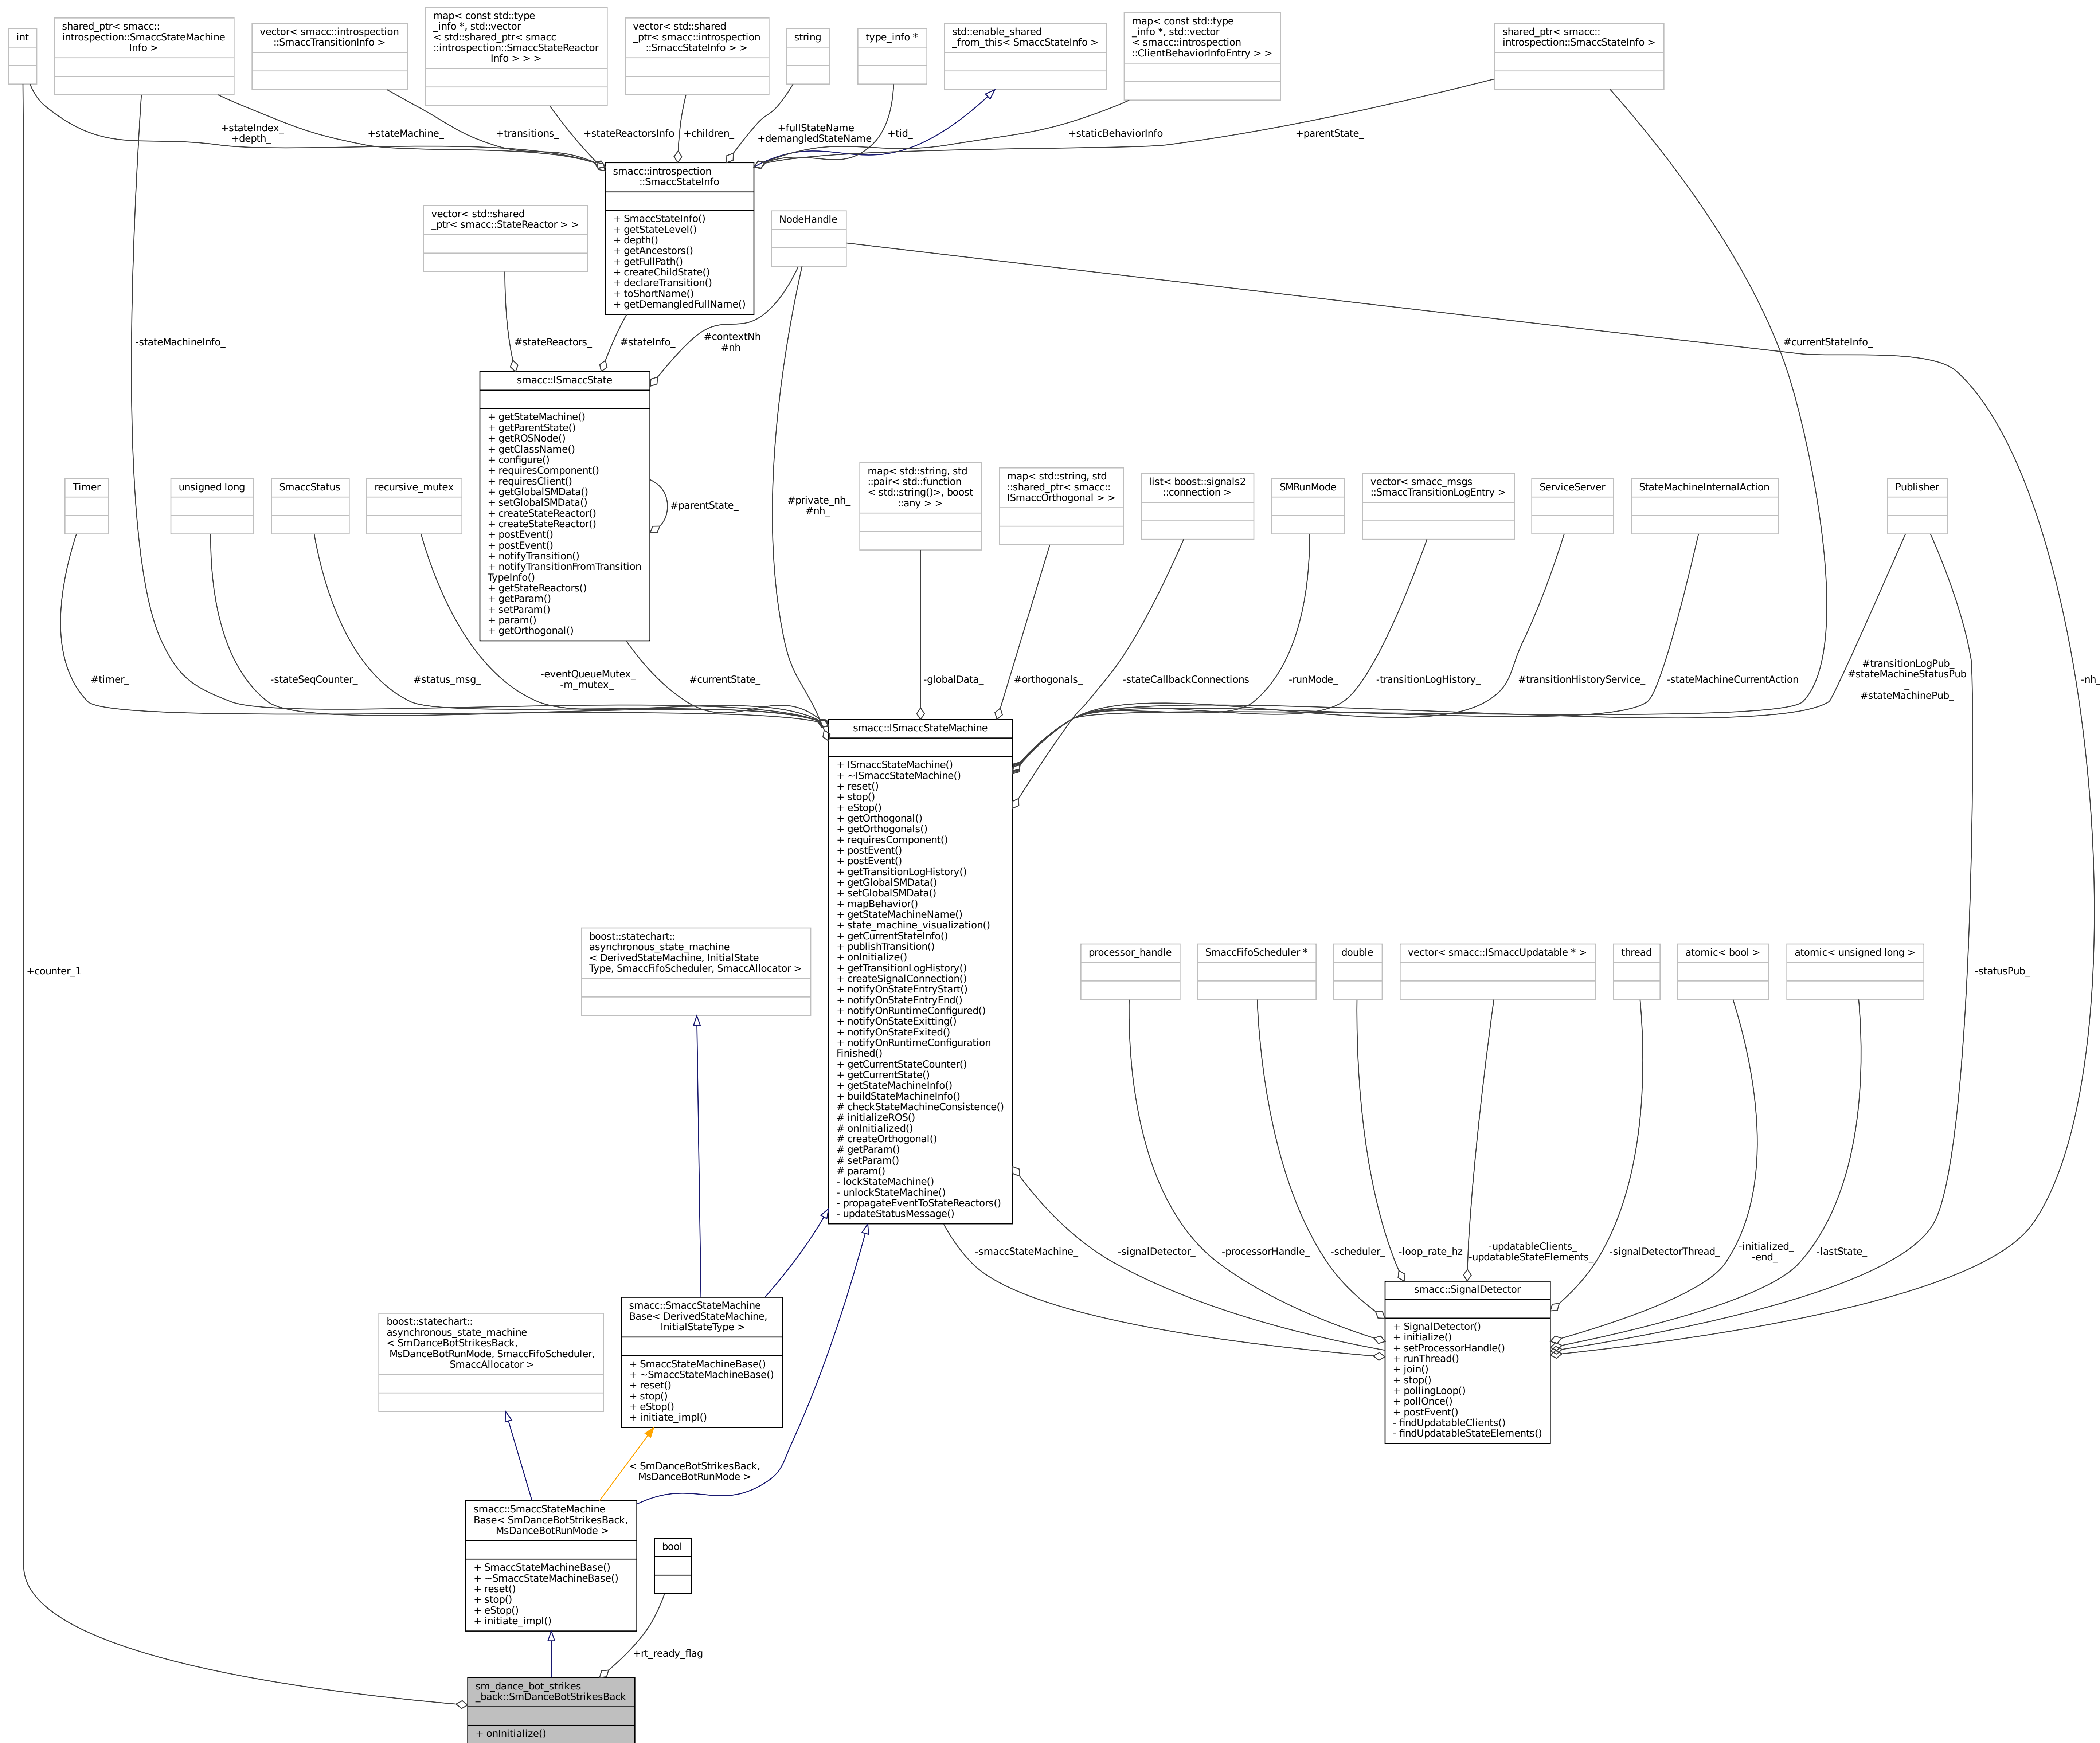 int
shared_ptr< smacc::
introspection::SmaccStateMachine
Info >
vector< smacc::introspection
::SmaccTransitionInfo >
map< const std::type
_info *, std::vector
< std::shared_ptr< smacc
::introspection::SmaccStateReactor
Info > > >
vector< std::shared
_ptr< smacc::introspection
::SmaccStateInfo > >
string
type_info *
std::enable_shared
_from_this< SmaccStateInfo >
map< const std::type
_info *, std::vector
< smacc::introspection
::ClientBehaviorInfoEntry > >
shared_ptr< smacc::
introspection::SmaccStateInfo >
+stateIndex_
+depth_
+stateMachine_
+transitions_
+stateReactorsInfo
+children_
+fullStateName
+demangledStateName
+tid_
+staticBehaviorInfo
+parentState_
smacc::introspection
::SmaccStateInfo
+ SmaccStateInfo()
+ getStateLevel()
+ depth()
+ getAncestors()
+ getFullPath()
+ createChildState()
+ declareTransition()
+ toShortName()
+ getDemangledFullName()
vector< std::shared
_ptr< smacc::StateReactor > >
NodeHandle
-stateMachineInfo_
#stateReactors_
#stateInfo_
#contextNh
#nh
#currentStateInfo_
smacc::ISmaccState
+ getStateMachine()
+ getParentState()
+ getROSNode()
+ getClassName()
+ configure()
+ requiresComponent()
+ requiresClient()
+ getGlobalSMData()
+ setGlobalSMData()
+ createStateReactor()
+ createStateReactor()
+ postEvent()
+ postEvent()
+ notifyTransition()
+ notifyTransitionFromTransition
TypeInfo()
+ getStateReactors()
+ getParam()
+ setParam()
+ param()
+ getOrthogonal()
#parentState_
#private_nh_
#nh_
Timer
unsigned long
SmaccStatus
recursive_mutex
map< std::string, std
::pair< std::function
< std::string()>, boost
::any > >
map< std::string, std
::shared_ptr< smacc::
ISmaccOrthogonal > >
list< boost::signals2
::connection >
SMRunMode
vector< smacc_msgs
::SmaccTransitionLogEntry >
ServiceServer
StateMachineInternalAction
Publisher
#timer_
-stateSeqCounter_
#status_msg_
-eventQueueMutex_
-m_mutex_
#currentState_
-globalData_
#orthogonals_
-stateCallbackConnections
-runMode_
-transitionLogHistory_
#transitionHistoryService_
-stateMachineCurrentAction
#transitionLogPub_
#stateMachineStatusPub
_
#stateMachinePub_
-nh_
smacc::ISmaccStateMachine
+ ISmaccStateMachine()
+ ~ISmaccStateMachine()
+ reset()
+ stop()
+ eStop()
+ getOrthogonal()
+ getOrthogonals()
+ requiresComponent()
+ postEvent()
+ postEvent()
+ getTransitionLogHistory()
+ getGlobalSMData()
+ setGlobalSMData()
+ mapBehavior()
+ getStateMachineName()
+ state_machine_visualization()
+ getCurrentStateInfo()
+ publishTransition()
+ onInitialize()
+ getTransitionLogHistory()
+ createSignalConnection()
+ notifyOnStateEntryStart()
+ notifyOnStateEntryEnd()
+ notifyOnRuntimeConfigured()
+ notifyOnStateExitting()
+ notifyOnStateExited()
+ notifyOnRuntimeConfiguration
Finished()
+ getCurrentStateCounter()
+ getCurrentState()
+ getStateMachineInfo()
+ buildStateMachineInfo()
# checkStateMachineConsistence()
# initializeROS()
# onInitialized()
# createOrthogonal()
# getParam()
# setParam()
# param()
- lockStateMachine()
- unlockStateMachine()
- propagateEventToStateReactors()
- updateStatusMessage()
boost::statechart::
asynchronous_state_machine
< DerivedStateMachine, InitialState
Type, SmaccFifoScheduler, SmaccAllocator >
+counter_1
processor_handle
SmaccFifoScheduler *
double
vector< smacc::ISmaccUpdatable * >
thread
atomic< bool >
atomic< unsigned long >
-statusPub_
-smaccStateMachine_
-signalDetector_
-processorHandle_
-scheduler_
-loop_rate_hz
-updatableClients_
-updatableStateElements_
-signalDetectorThread_
-initialized_
-end_
-lastState_
smacc::SignalDetector
+ SignalDetector()
+ initialize()
+ setProcessorHandle()
+ runThread()
+ join()
+ stop()
+ pollingLoop()
+ pollOnce()
+ postEvent()
- findUpdatableClients()
- findUpdatableStateElements()
smacc::SmaccStateMachine
Base< DerivedStateMachine,
InitialStateType >
+ SmaccStateMachineBase()
+ ~SmaccStateMachineBase()
+ reset()
+ stop()
+ eStop()
+ initiate_impl()
boost::statechart::
asynchronous_state_machine
< SmDanceBotStrikesBack,
MsDanceBotRunMode, SmaccFifoScheduler,
SmaccAllocator >
< SmDanceBotStrikesBack,
MsDanceBotRunMode >
smacc::SmaccStateMachine
Base< SmDanceBotStrikesBack,
MsDanceBotRunMode >
+ SmaccStateMachineBase()
+ ~SmaccStateMachineBase()
+ reset()
+ stop()
+ eStop()
+ initiate_impl()
bool
+rt_ready_flag
sm_dance_bot_strikes
_back::SmDanceBotStrikesBack
+ onInitialize()